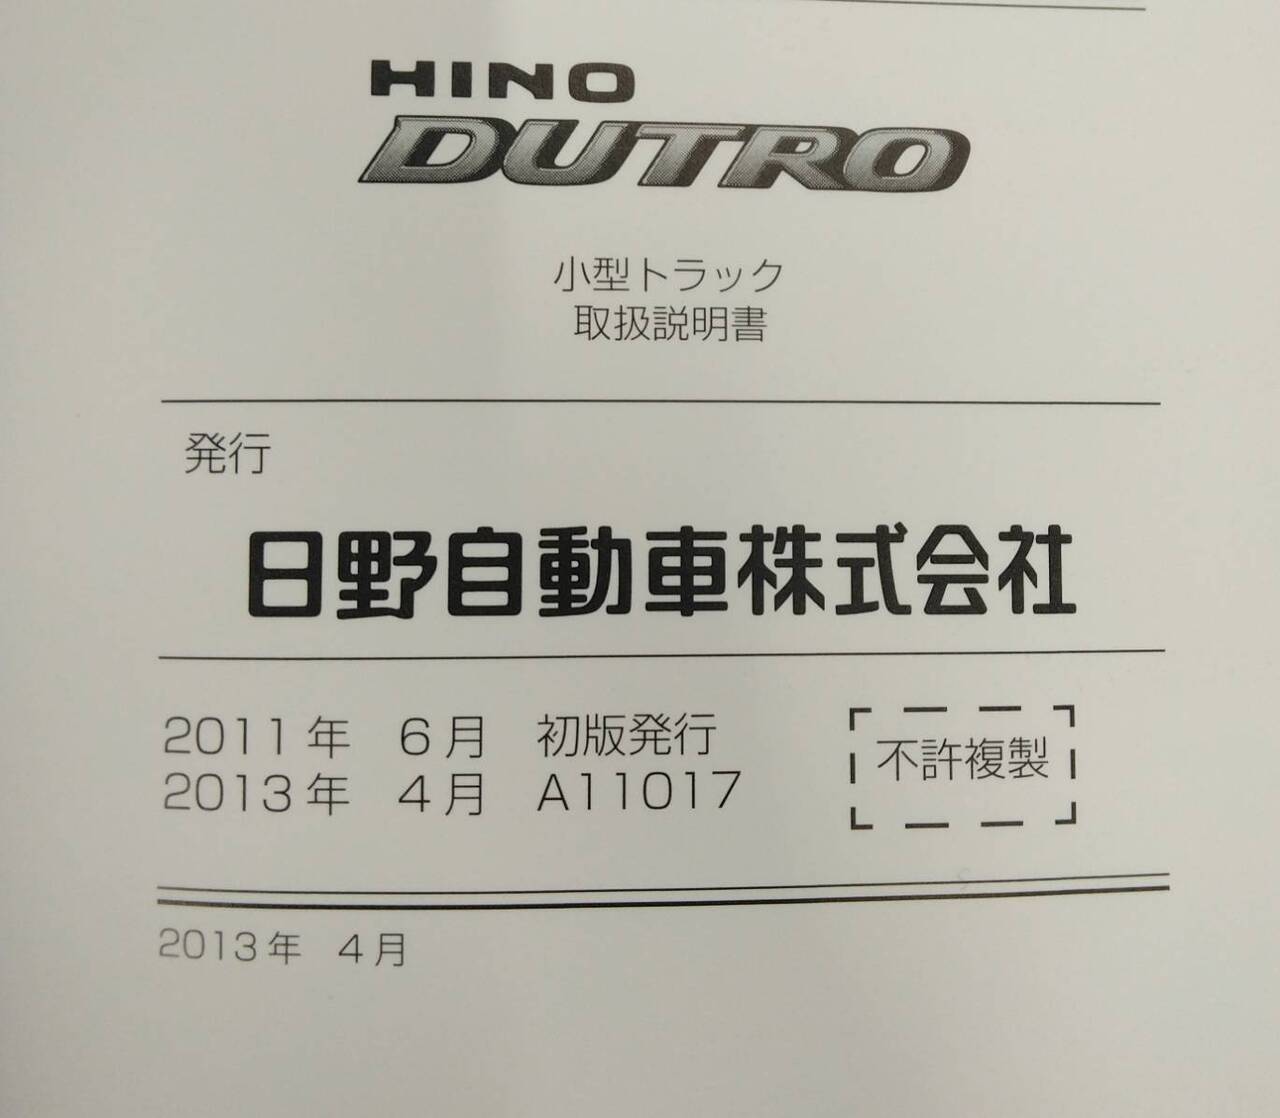 HINO
DUTRO
小型トラック
取扱説明書
発行
日野自動車株式会社
2011年 6月 初版発行
2013年 4月 A11017
不許複製
2013年 4月